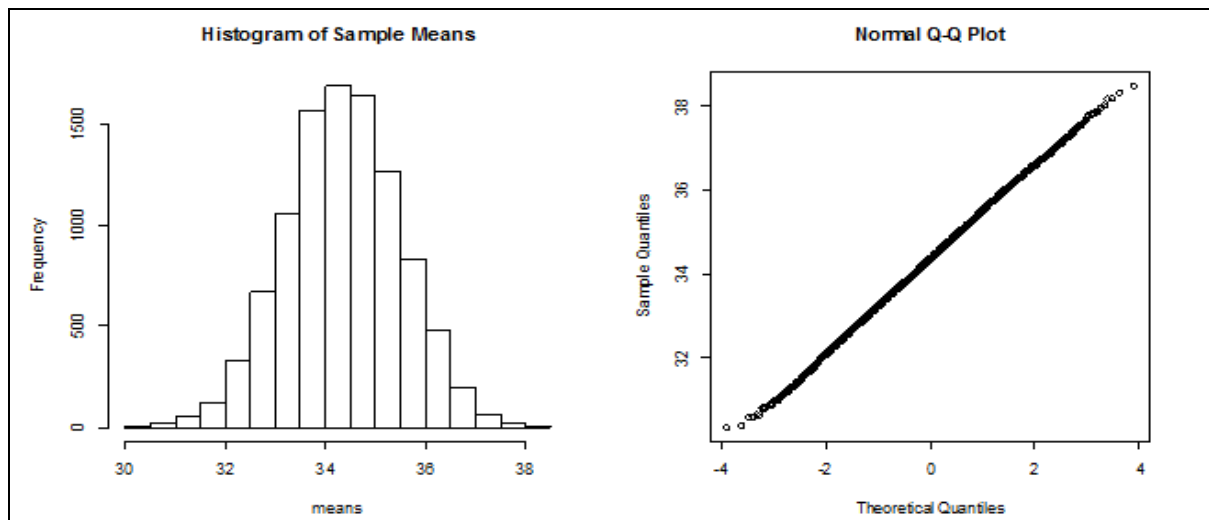 Histogram of Sample Means
Frequency
0
500
1000
1500
30 32 34 36 38
means
Normal Q-Q Plot
Sample Quantiles
32
34
36
38
-4 -2 0 2 4
Theoretical Quantiles